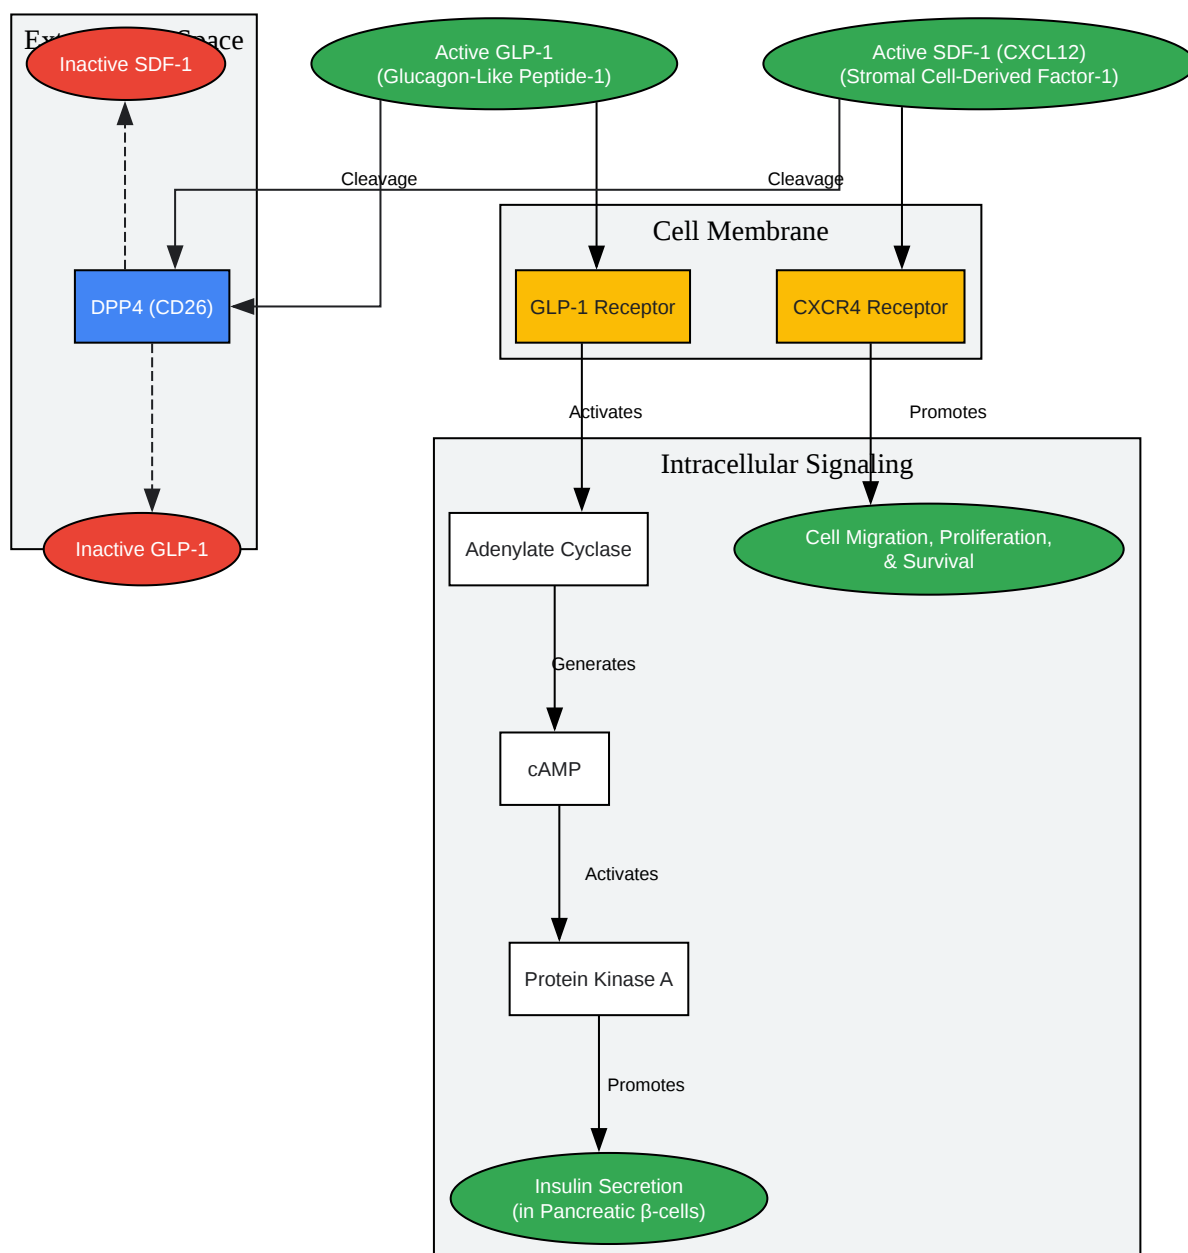 Ex
Space
Inactive SDF-1
Active GLP-1
(Glucagon-Like Peptide-1)
Active SDF-1 (CXCL12)
(Stromal Cell-Derived Factor-1)
Cleavage
Cleavage
Cell Membrane
DPP4 (CD26)
GLP-1 Receptor
CXCR4 Receptor
Activates
Promotes
Intracellular Signaling
Inactive GLP-1
Adenylate Cyclase
Cell Migration, Proliferation,
& Survival
Generates
cAMP
Activates
Protein Kinase A
Promotes
Insulin Secretion
(in Pancreatic β-cells)